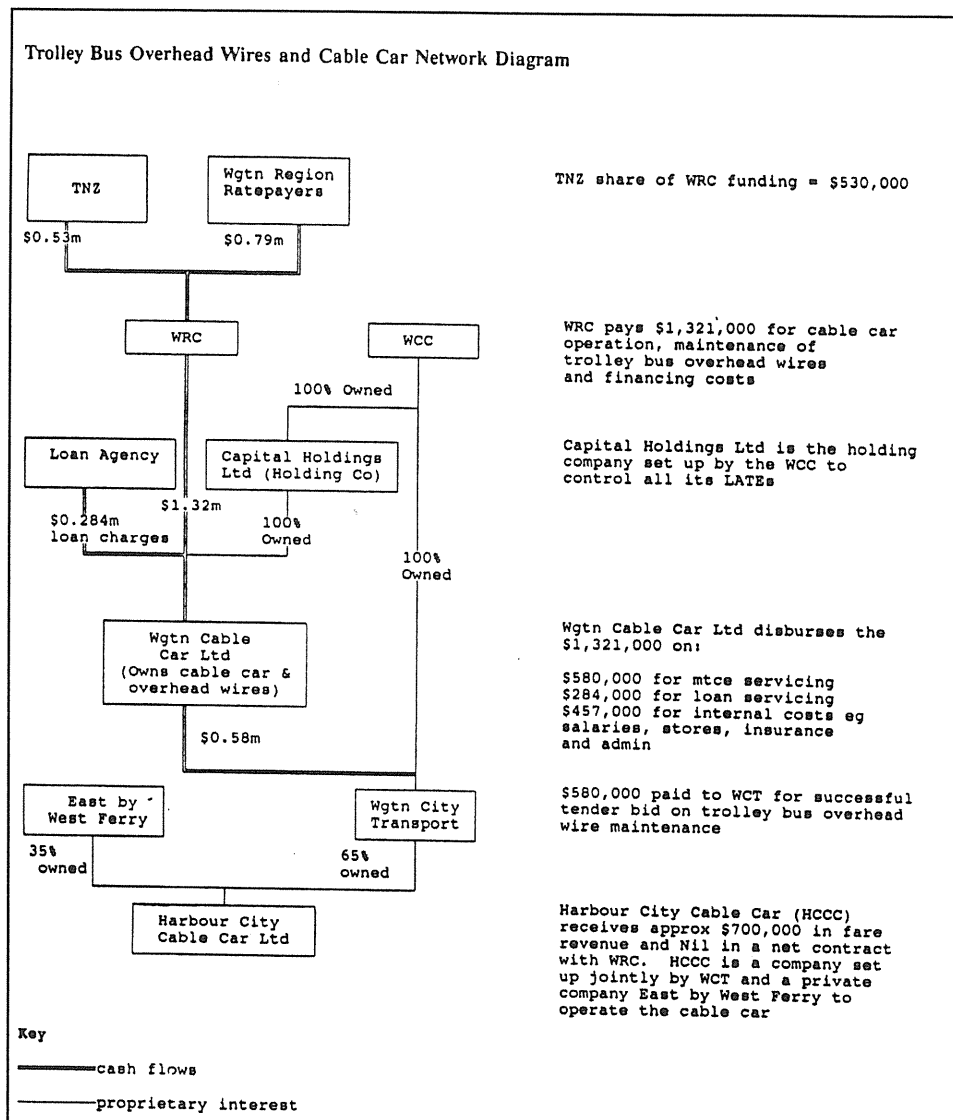 Trolley Bus Overhead Wires and Cable Car Network Diagram
TNZ
Wgtn Region
Ratepayers
TNZ share of WRC funding = $530,000
$0.53m
$0.79m
WRC
WCC
WRC pays $1,321,000 for cable car
operation, maintenance of
trolley bus overhead wires
and financing costs
100% Owned
Loan Agency
Capital Holdings
Ltd (Holding Co)
Capital Holdings Ltd is the holding
company set up by the WCC to
control all its LATEs
$1.32m
$0.284m
loan charges
100%
Owned
100%
Owned
Wgtn Cable
Car Ltd
(Owns cable car &
overhead wires)
Wgtn Cable Car Ltd disburses the
$1,321,000 on:
$580,000 for mtce servicing
$284,000 for loan servicing
$457,000 for internal costs eg
salaries, stores, insurance
and admin
$0.58m
East by
West Ferry
Wgtn City
Transport
$580,000 paid to WCT for successful
tender bid on trolley bus overhead
wire maintenance
35%
owned
65%
owned
Harbour City
Cable Car Ltd
Harbour City Cable Car (HCCC)
receives approx $700,000 in fare
revenue and Nil in a net contract
with WRC. HCCC is a company set
up jointly by WCT and a private
company East by West Ferry to
operate the cable car
Key
cash flows
proprietary interest